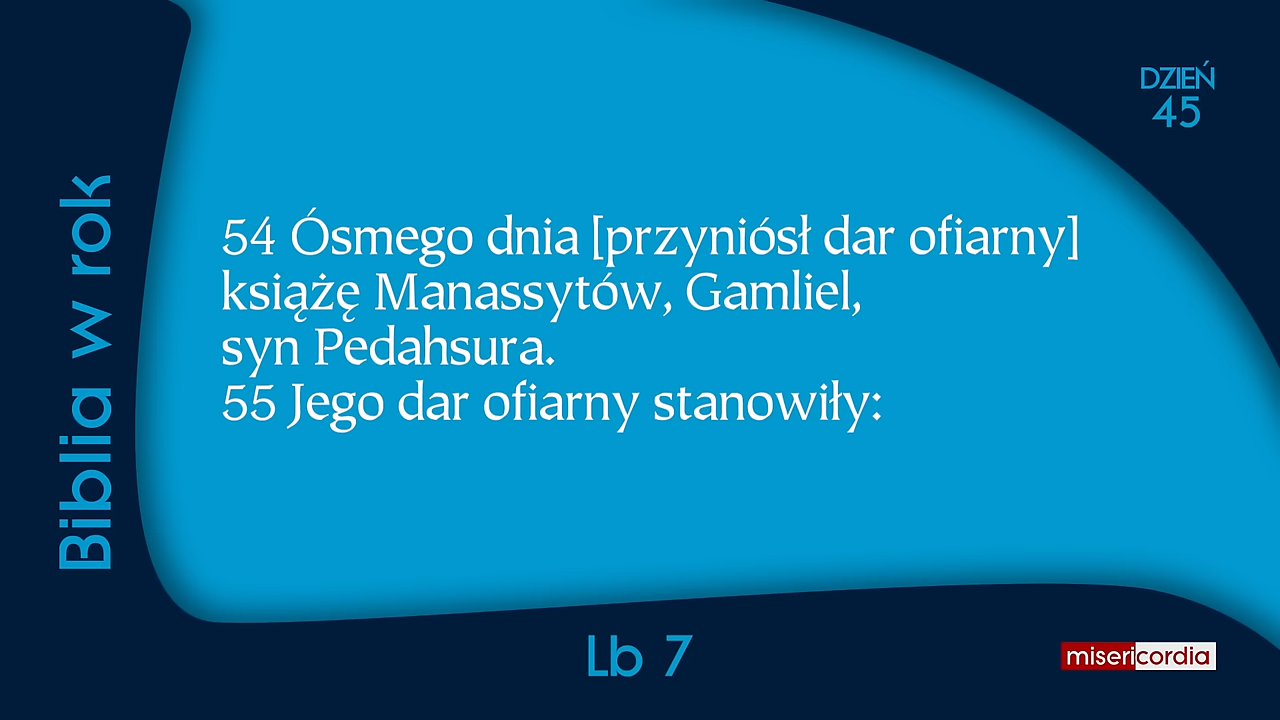 DZIEŃ
45
Biblia w rok
54 Ósmego dnia [przyniósł dar ofiarny]
książę Manassytów, Gamliel,
syn Pedahsura.
55 Jego dar ofiarny stanowiły:
Lb 7
misericordia